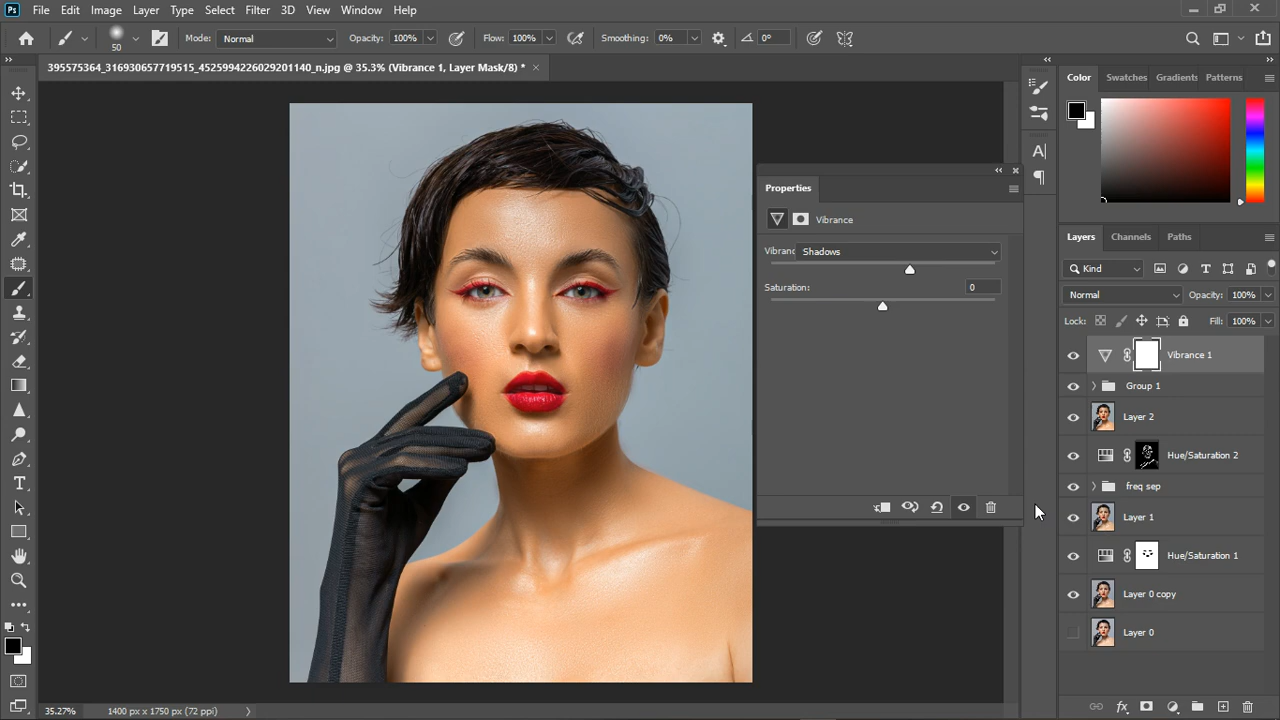 Ps File Edit Image Layer Type Select Filter 3D View Window Help
50 Mode: Normal Opacity: 100% Flow: 100% Smoothing: 0% 0°
395575364_316930657719515_4525994226029201140_n.jpg @ 35.3% (Vibrance 1, Layer Mask/8) *
Color Swatches Gradients Patterns
Properties
Vibrance
Vibranc Shadows
Saturation: 0
Layers Channels Paths
Kind
Normal Opacity: 100%
Lock: Fill: 100%
Vibrance 1
Group 1
Layer 2
Hue/Saturation 2
freq sep
Layer 1
Hue/Saturation 1
Layer 0 copy
Layer 0
35.27% 1400 px x 1750 px (72 ppi)